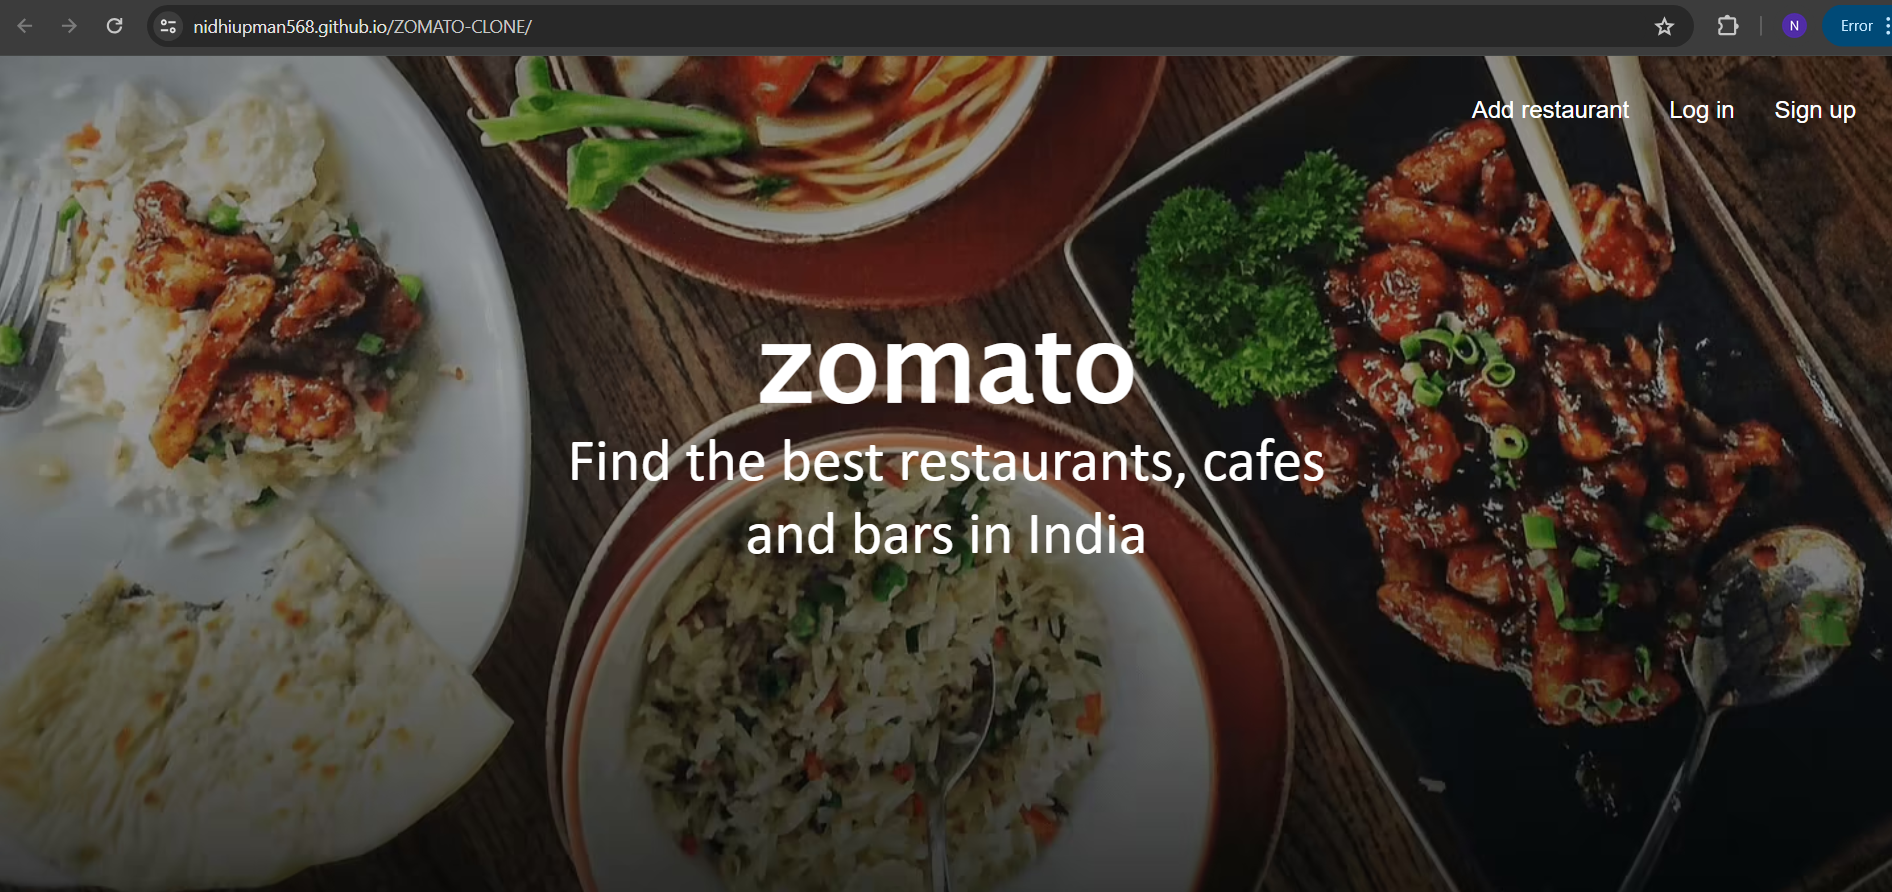 nidhiupman568.github.io/ZOMATO-CLONE/
N
Error
Add restaurant Log in Sign up
zomato
Find the best restaurants, cafes
and bars in India